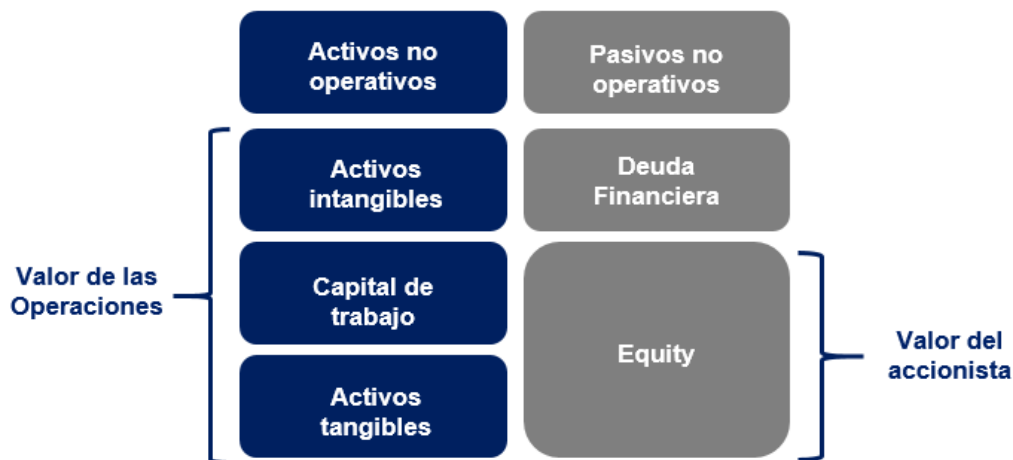 Activos no
operativos
Pasivos no
operativos
Activos
intangibles
Deuda
Financiera
Valor de las
Operaciones
Capital de
trabajo
Equity
Valor del
accionista
Activos
tangibles